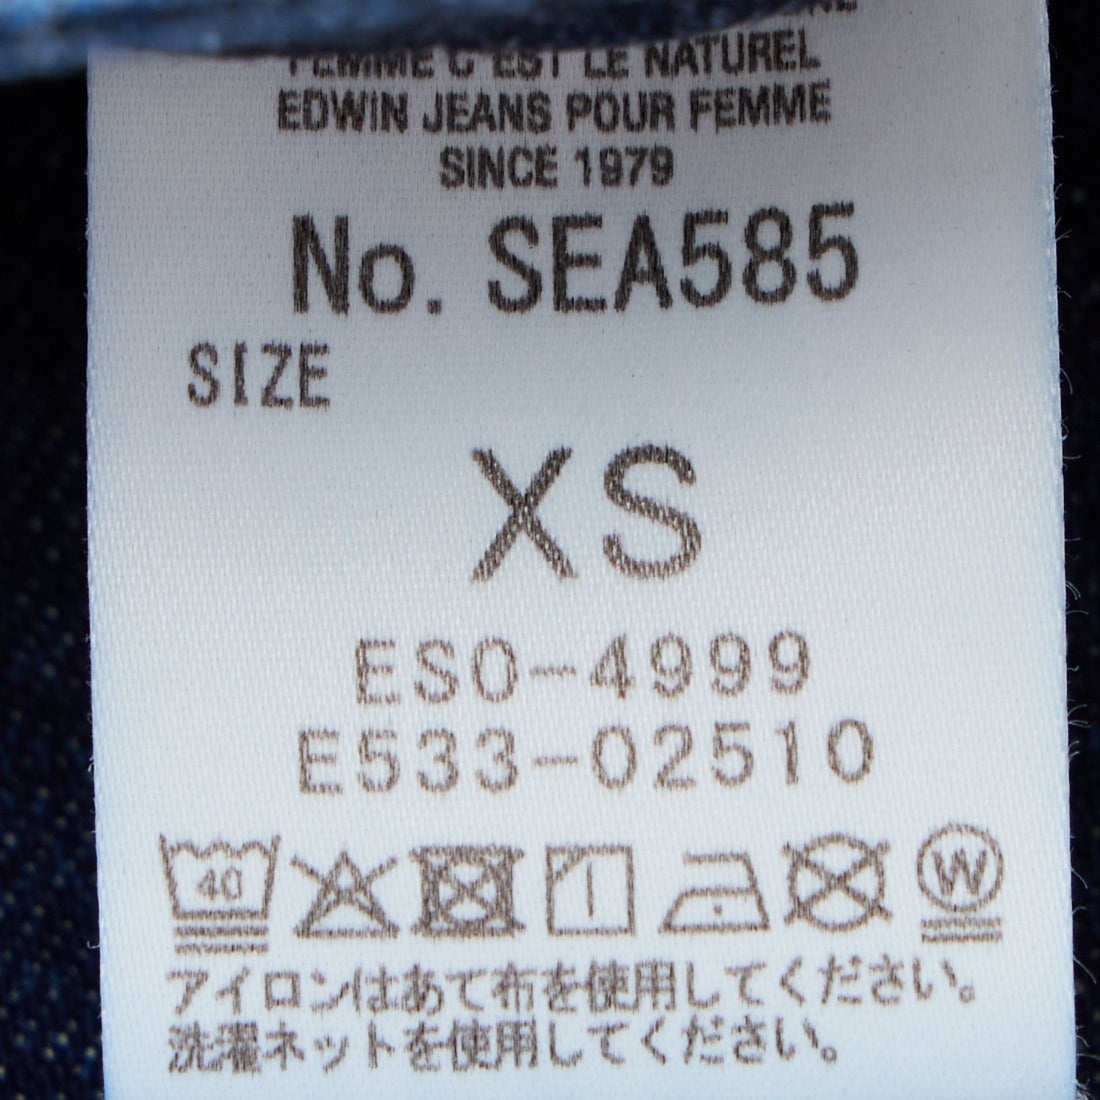 FEMME C'EST LE NATUREL
EDWIN JEANS POUR FEMME
SINCE 1979
No. SEA585
SIZE
XS
ESO-4999
E533-02510
40
W
アイロンはあて布を使用してください。
洗濯ネットを使用してください。